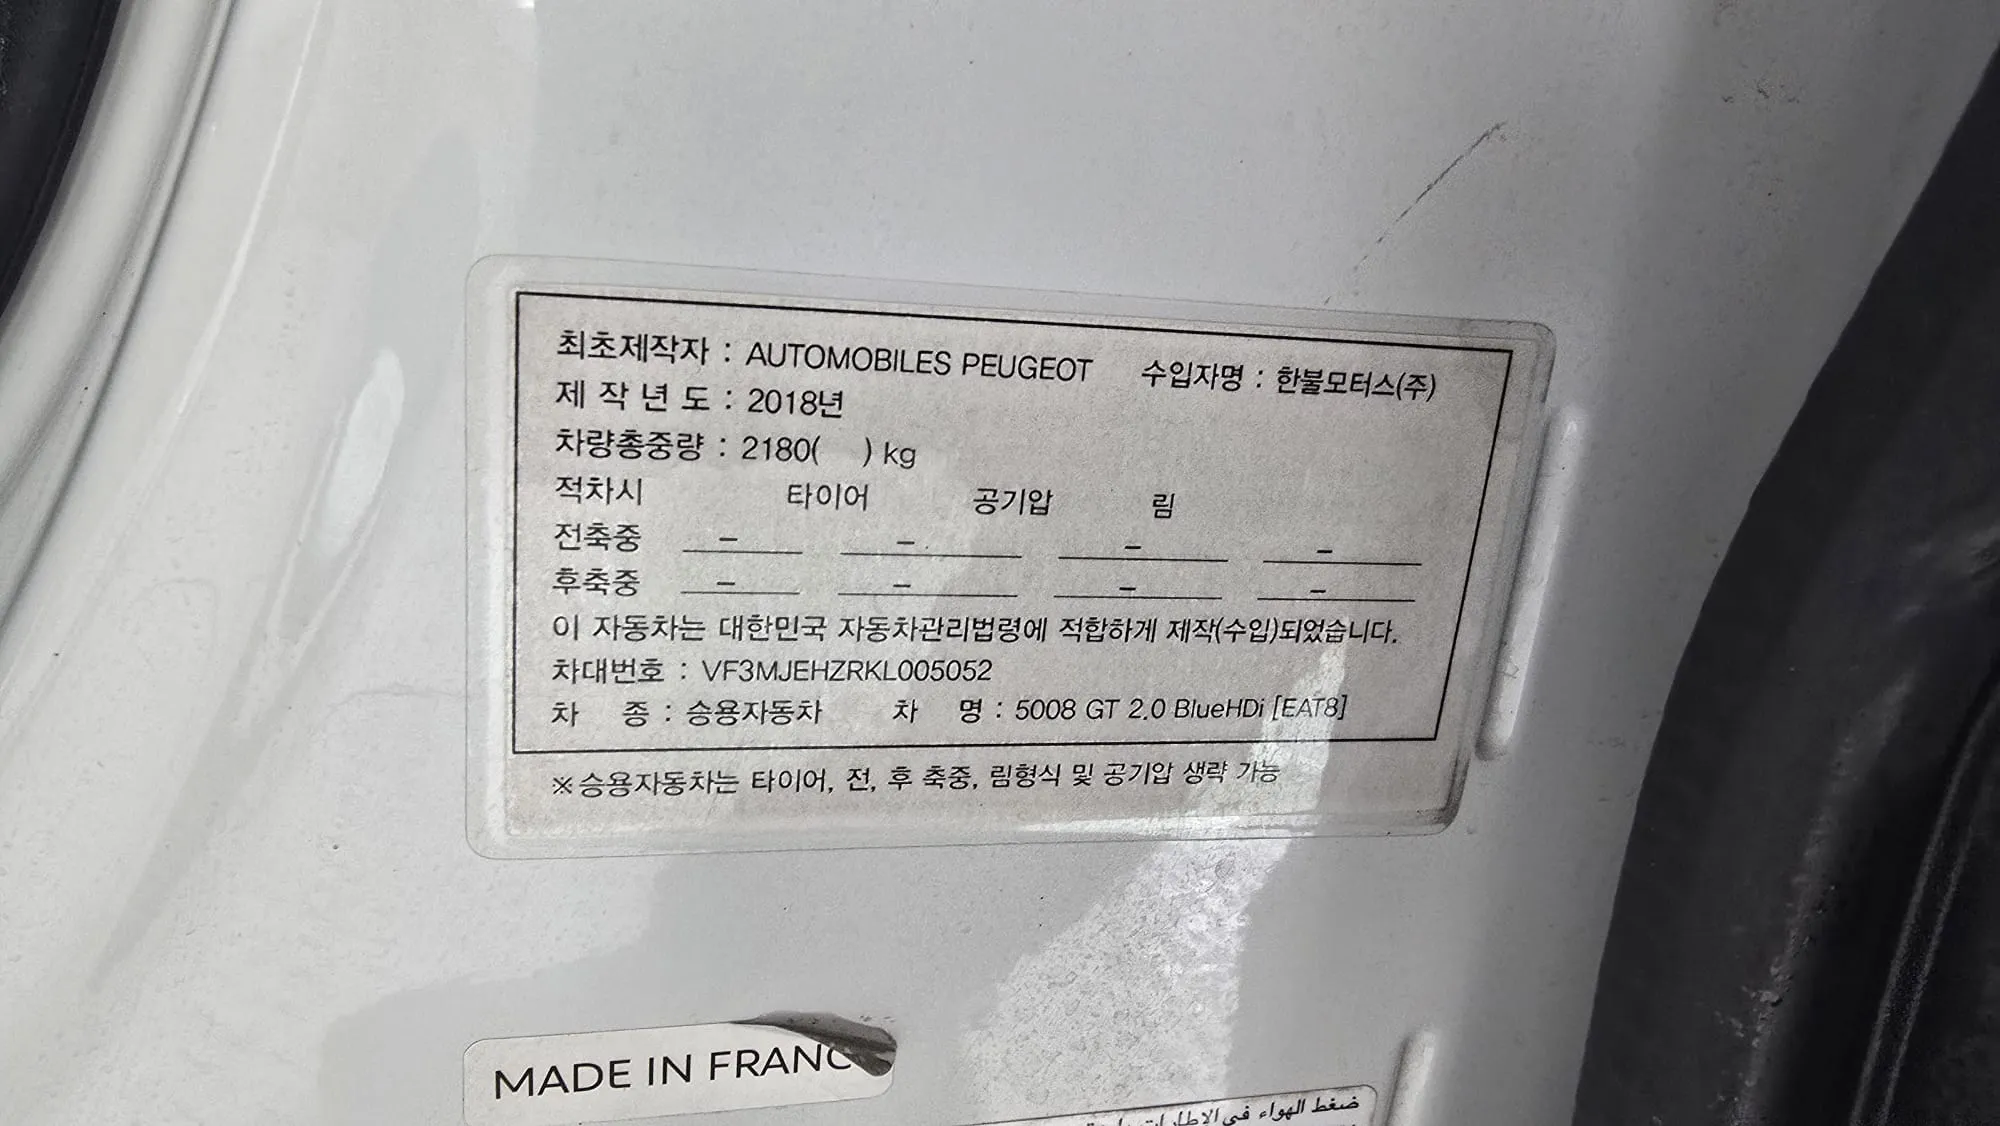 최초제작자 : AUTOMOBILES PEUGEOT 수입자명 : 한불모터스(주)
제 작 년 도 : 2018년
차량총중량 : 2180( ) kg
적차시 타이어 공기압 림
전축중 - - - -
후축중 - - - -
이 자동차는 대한민국 자동차관리법령에 적합하게 제작(수입)되었습니다.
차대번호 : VF3MJEHZRKL005052
차 종 : 승용자동차 차 명 : 5008 GT 2.0 BlueHDi [EAT8]
※승용자동차는 타이어, 전, 후 축중, 림형식 및 공기압 생략 가능
MADE IN FRANC
ضغط الهواء في الإطارات